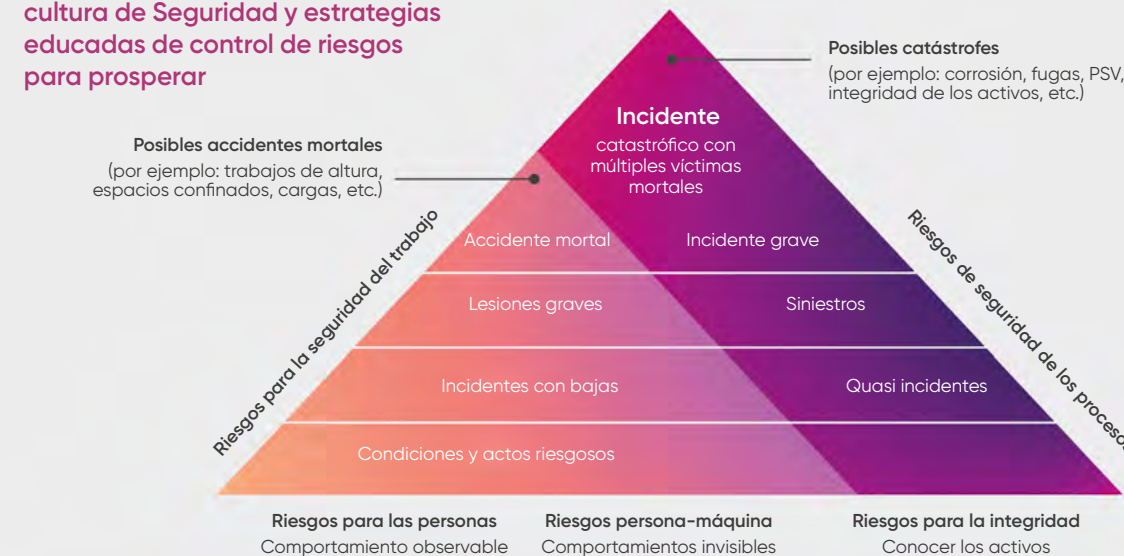 cultura de Seguridad y estrategias
educadas de control de riesgos
para prosperar
Posibles catástrofes
(por ejemplo: corrosión, fugas, PSV,
integridad de los activos, etc.)
Incidente
catastrófico con
múltiples víctimas
mortales
Posibles accidentes mortales
(por ejemplo: trabajos de altura,
espacios confinados, cargas, etc.)
Riesgos para la seguridad del trabajo
Riesgos de seguridad de los procesos
Accidente mortal
Incidente grave
Lesiones graves
Siniestros
Incidentes con bajas
Quasi incidentes
Condiciones y actos riesgosos
Riesgos para las personas
Comportamiento observable
Riesgos persona-máquina
Comportamientos invisibles
Riesgos para la integridad
Conocer los activos